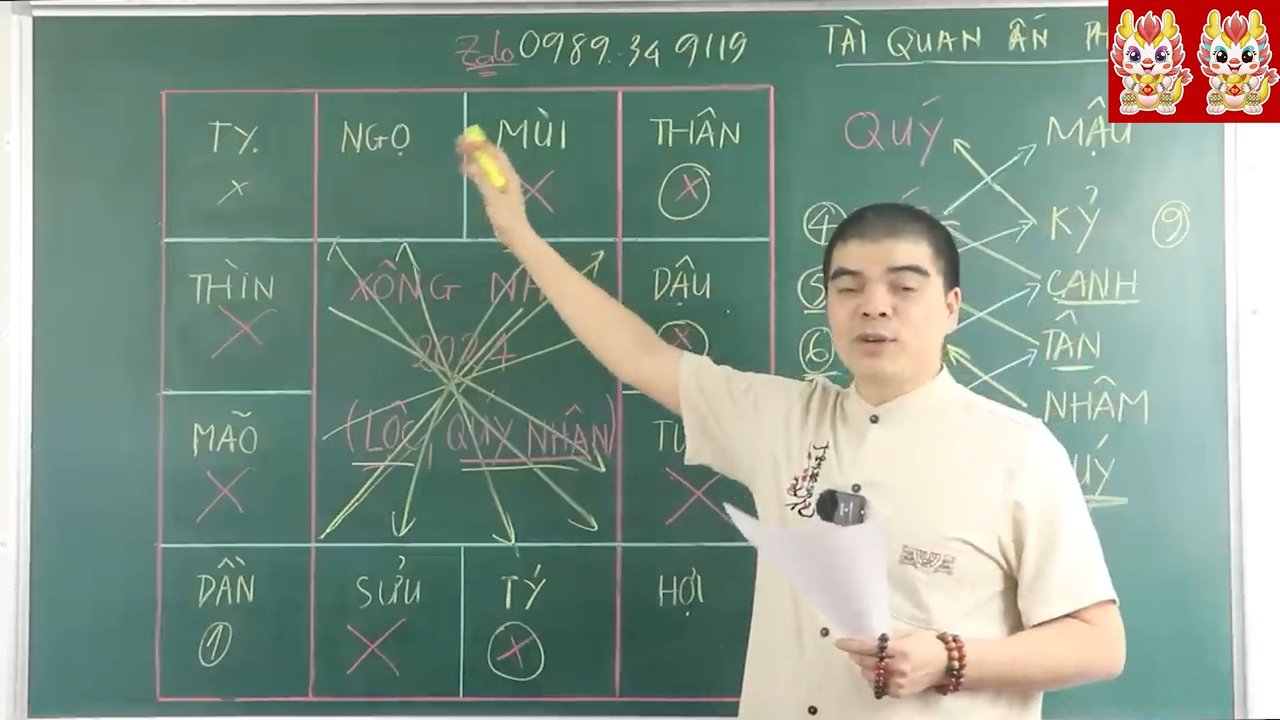 Zalo 0989.34 9119
TÀI QUAN ẤN
TỴ. NGỌ MÙI THÂN
THÌN XÔNG DẬU
2024
MÃO (LỘC, QUÝ NHÂN)
DẦN SỬU TÝ HỢI
1
QUÝ MẬU
4 KỶ 9
5 CANH
6 TÂN
NHÂM